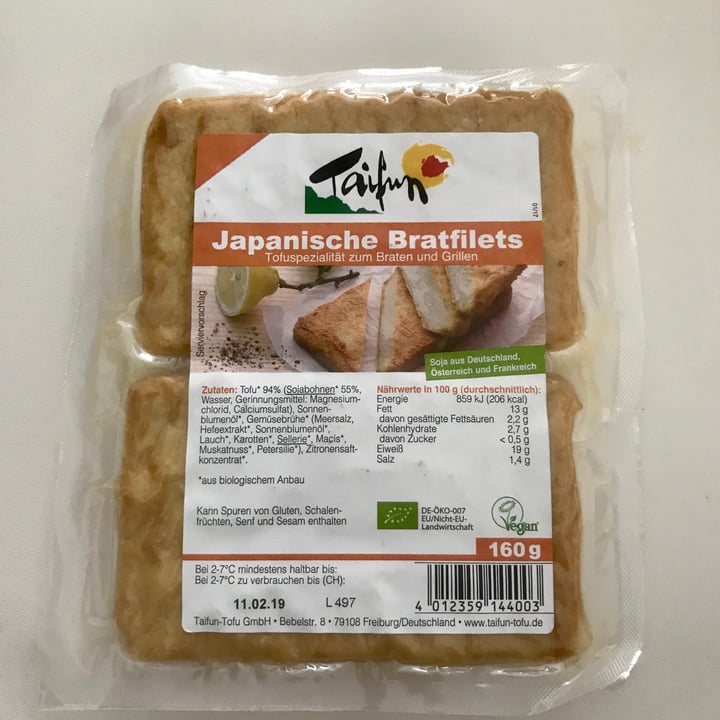 Taifun
01/17
Japanische Bratfilets
Tofuspezialität zum Braten und Grillen
Serviervorschlag
Soja aus Deutschland,
Österreich und Frankreich
Zutaten: Tofu* 94% (Sojabohnen* 55%,
Wasser, Gerinnungsmittel: Magnesium-
chlorid, Calciumsulfat), Sonnen-
blumenöl*, Gemüsebrühe* (Meersalz,
Hefeextrakt*, Sonnenblumenöl*,
Lauch*, Karotten*, Sellerie*, Macis*,
Muskatnuss*, Petersilie*), Zitronensaft-
konzentrat*.
*aus biologischem Anbau
Kann Spuren von Gluten, Schalen-
früchten, Senf und Sesam enthalten
Nährwerte in 100 g (durchschnittlich):
Energie 859 kJ (206 kcal)
Fett 13 g
davon gesättigte Fettsäuren 2,2 g
Kohlenhydrate 2,7 g
davon Zucker < 0,5 g
Eiweiß 19 g
Salz 1,4 g
DE-ÖKO-007
EU/Nicht-EU-
Landwirtschaft
Vegan
160 g
Bei 2-7°C mindestens haltbar bis:
Bei 2-7°C zu verbrauchen bis (CH):
11.02.19 L 497
4 012359 144003
Taifun-Tofu GmbH • Bebelstr. 8 • 79108 Freiburg/Deutschland • www.taifun-tofu.de